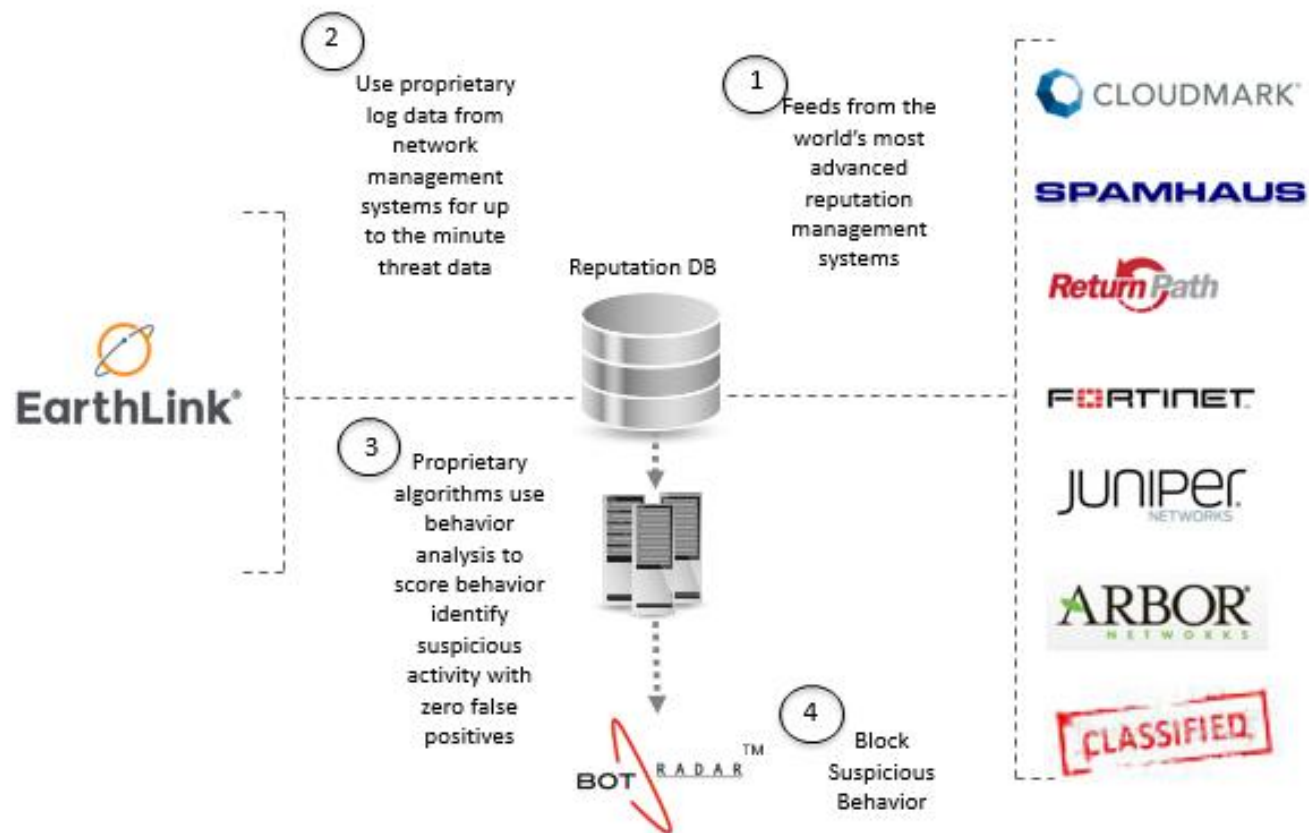 2
Use proprietary
log data from
network
management
systems for up
to the minute
threat data
1
Feeds from the
world's most
advanced
reputation
management
systems
CLOUDMARK®
SPAMHAUS
Return Path
FORTINET
JUNIPER
NETWORKS
ARBOR®
NETWORKS
CLASSIFIED
Reputation DB
EarthLink®
3
Proprietary
algorithms use
behavior
analysis to
score behavior
identify
suspicious
activity with
zero false
positives
BOT RADAR™
4
Block
Suspicious
Behavior